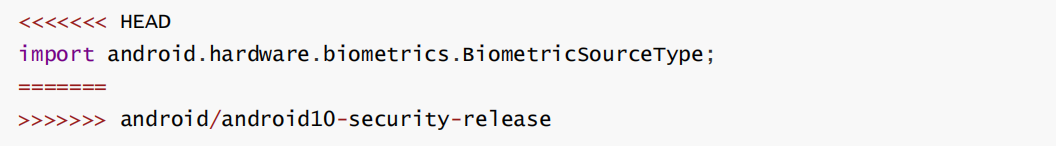 <<<<<<< HEAD
import android.hardware.biometrics.BiometricSourceType;
=======
>>>>>>> android/android10-security-release